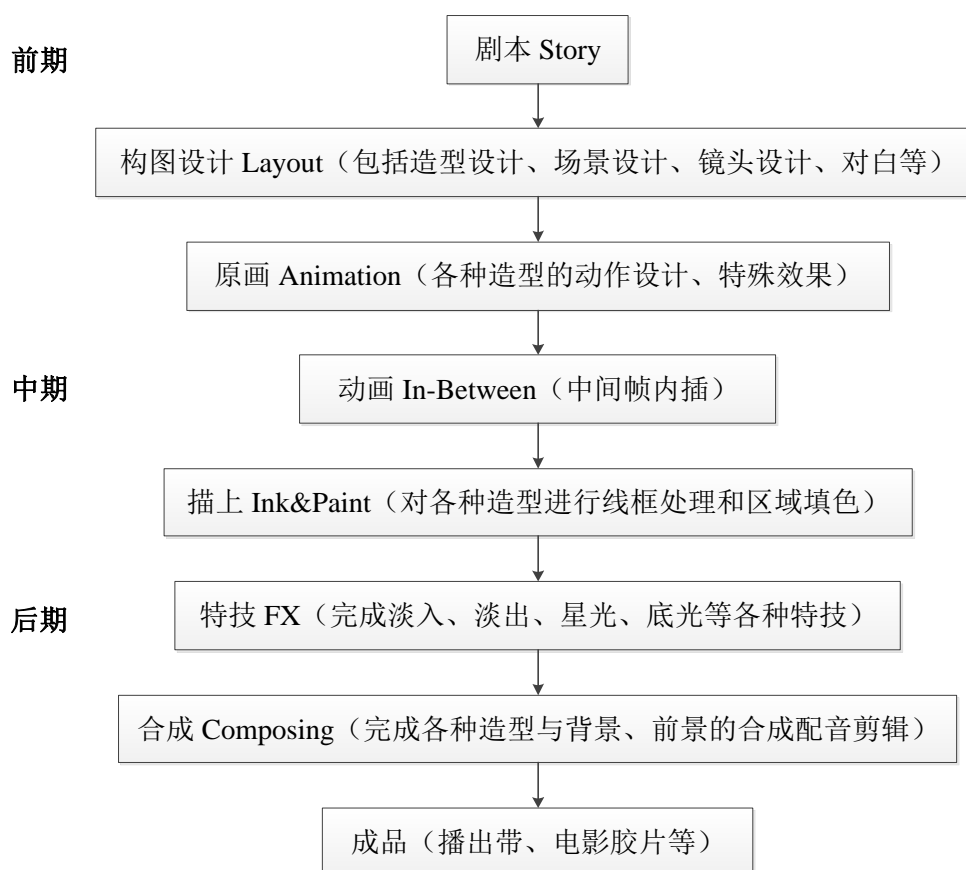 前期
剧本 Story
构图设计 Layout（包括造型设计、场景设计、镜头设计、对白等）
原画 Animation（各种造型的动作设计、特殊效果）
中期
动画 In-Between（中间帧内插）
描上 Ink&Paint（对各种造型进行线框处理和区域填色）
后期
特技 FX（完成淡入、淡出、星光、底光等各种特技）
合成 Composing（完成各种造型与背景、前景的合成配音剪辑）
成品（播出带、电影胶片等）